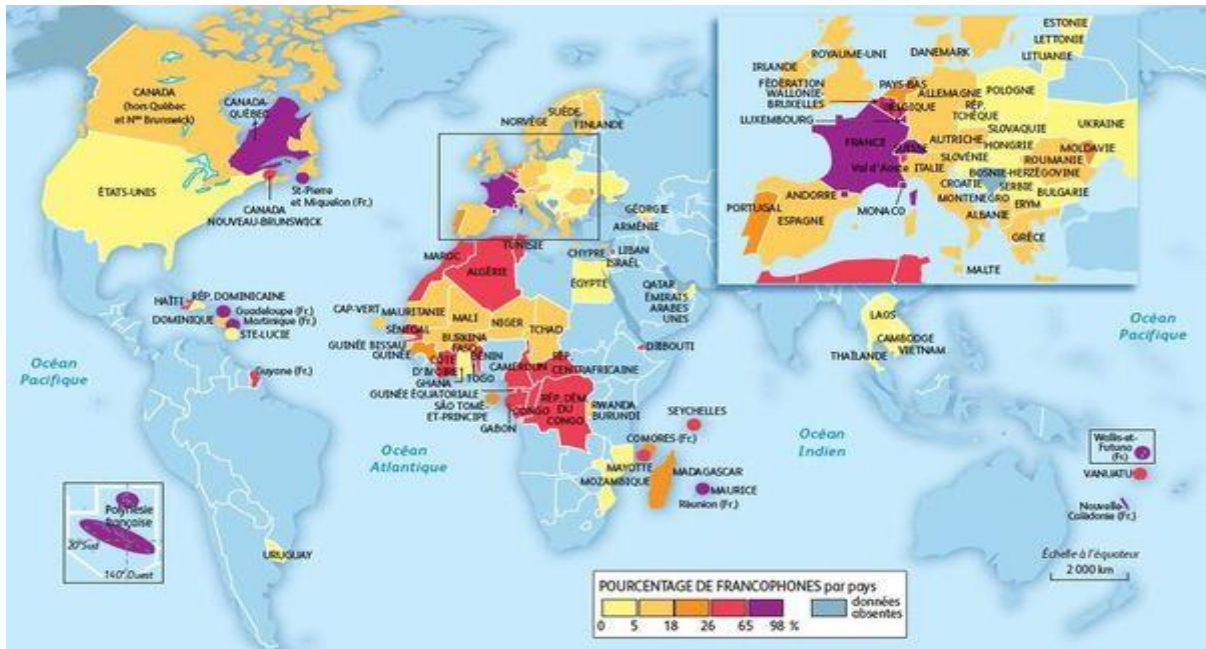 CANADA
(hors Québec
et Nᵉᵃᵘ Brunswick)
CANADA-
QUÉBEC
ÉTATS-UNIS
St-Pierre
et Miquelon (Fr.)
CANADA
NOUVEAU-BRUNSWICK
HAÏTI
RÉP. DOMINICAINE
Guadeloupe (Fr.)
DOMINIQUE
Martinique (Fr.)
STE-LUCIE
Guyane (Fr.)
Océan
Pacifique
Océan
Atlantique
Polynésie
française
20°Sud
140° Ouest
URUGUAY
NORVÈGE
SUÈDE
FINLANDE
GÉORGIE
ARMÉNIE
CHYPRE
LIBAN
ISRAËL
TUNISIE
MAROC
ALGÉRIE
ÉGYPTE
QATAR
ÉMIRATS
ARABES
UNIS
CAP-VERT
MAURITANIE
MALI
NIGER
TCHAD
SÉNÉGAL
GUINÉE BISSAU
GUINÉE
BURKINA
FASO
BÉNIN
CÔTE
D'IVOIRE
GHANA
TOGO
CAMEROUN
RÉP.
CENTRAFRICAINE
DJIBOUTI
GUINÉE ÉQUATORIALE
SÃO TOMÉ-
ET-PRINCIPE
GABON
CONGO
RÉP. DÉM.
DU
CONGO
RWANDA
BURUNDI
SEYCHELLES
COMORES (Fr.)
MAYOTTE
MOZAMBIQUE
MADAGASCAR
MAURICE
Réunion (Fr.)
Océan
Indien
LAOS
CAMBODGE
VIETNAM
THAÏLANDE
Océan
Pacifique
Wallis-et-
Futuna
(Fr.)
VANUATU
Nouvelle-
Calédonie (Fr.)
Échelle à l'équateur
2 000 km
ESTONIE
LETTONIE
LITUANIE
ROYAUME-UNI
DANEMARK
IRLANDE
FÉDÉRATION
WALLONIE-
BRUXELLES
PAYS-BAS
BELGIQUE
ALLEMAGNE
POLOGNE
LUXEMBOURG
RÉP.
TCHÈQUE
UKRAINE
SLOVAQUIE
FRANCE
SUISSE
AUTRICHE
HONGRIE
MOLDAVIE
SLOVÉNIE
ROUMANIE
Val d'Aoste
ITALIE
BOSNIE-HERZÉGOVINE
CROATIE
SERBIE
BULGARIE
ANDORRE
MONACO
MONTENEGRO
ERYM
ALBANIE
PORTUGAL
ESPAGNE
GRÈCE
MALTE
POURCENTAGE DE FRANCOPHONES par pays
0 5 18 26 65 98 %
données
absentes